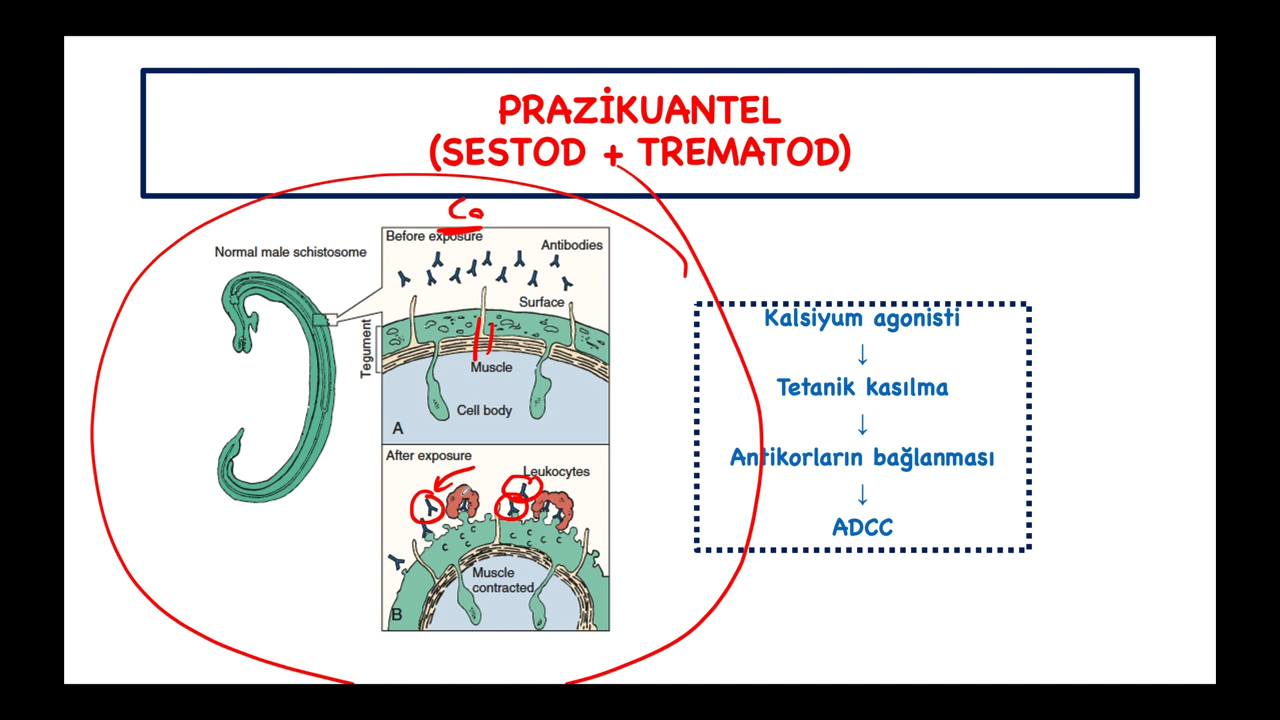 PRAZİKUANTEL
(SESTOD + TREMATOD)
Ca
Before exposure
Normal male schistosome
Antibodies
Surface
Tegument
Muscle
Cell body
A
After exposure
Leukocytes
Muscle
contracted
B
Kalsiyum agonisti
↓
Tetanik kasılma
↓
Antikorların bağlanması
↓
ADCC